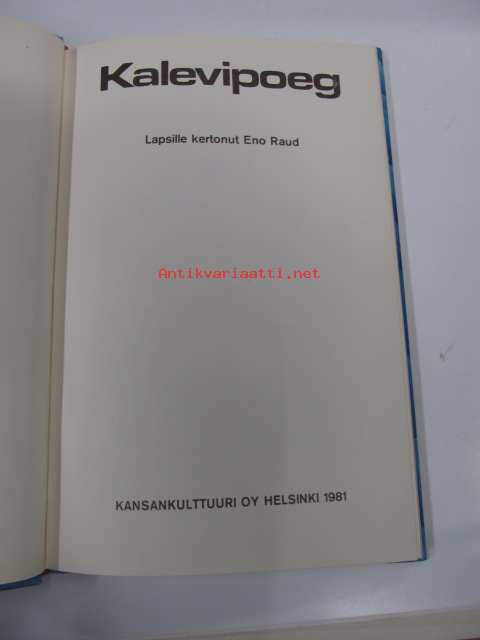 Kalevipoeg
Lapsille kertonut Eno Raud
Antikvariaatti.net
KANSANKULTTUURI OY HELSINKI 1981